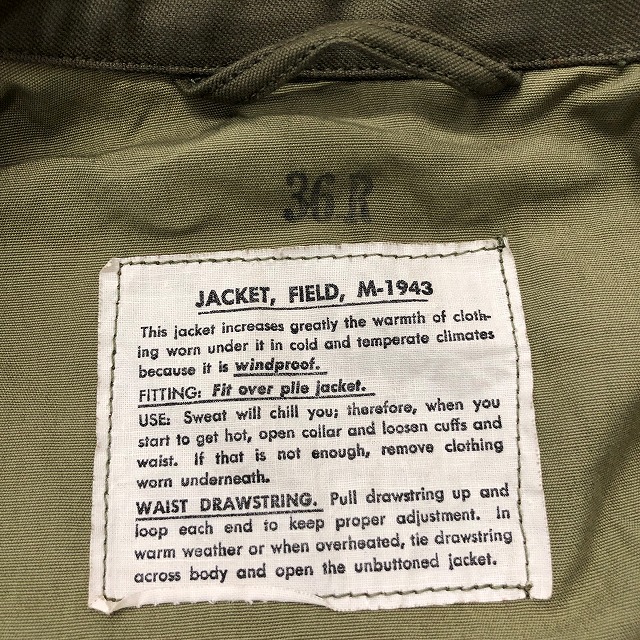 36R
JACKET, FIELD, M-1943
This jacket increases greatly the warmth of cloth-
ing worn under it in cold and temperate climates
because it is windproof.
FITTING: Fit over pile jacket.
USE: Sweat will chill you; therefore, when you
start to get hot, open collar and loosen cuffs and
waist. If that is not enough, remove clothing
worn underneath.
WAIST DRAWSTRING. Pull drawstring up and
loop each end to keep proper adjustment. In
warm weather or when overheated, tie drawstring
across body and open the unbuttoned jacket.